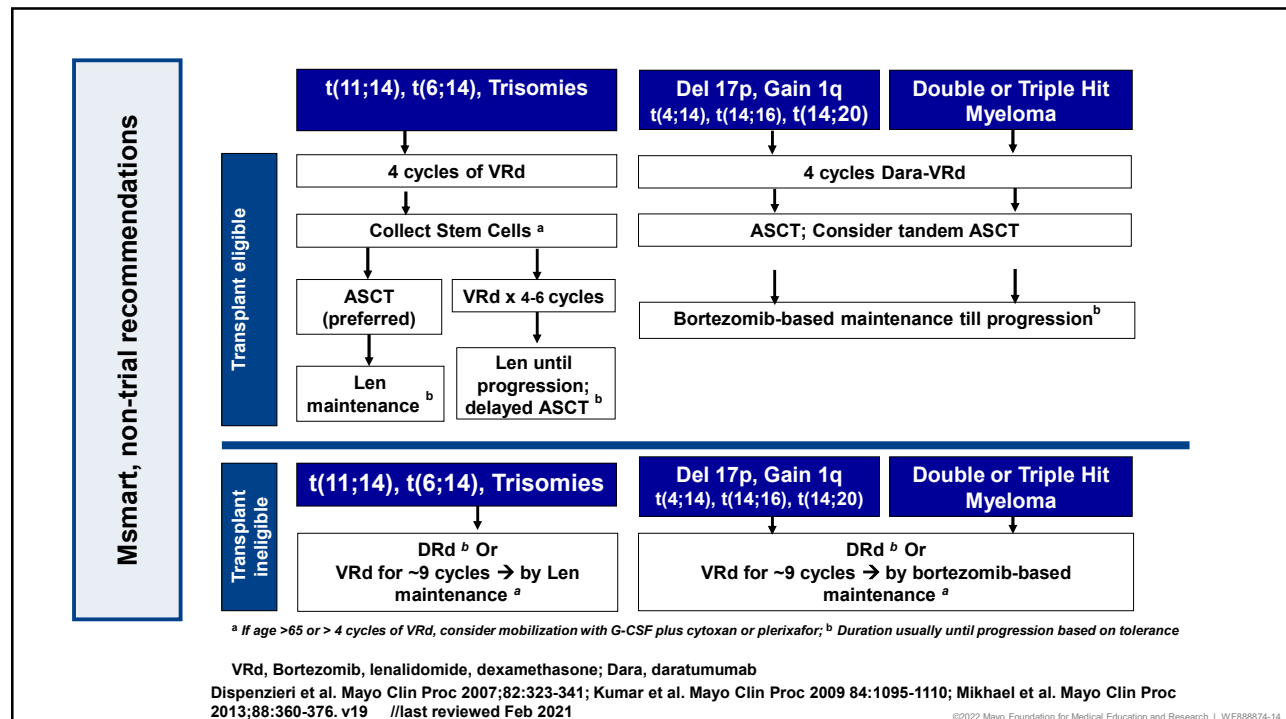 Msmart, non-trial recommendations
t(11;14), t(6;14), Trisomies
Del 17p, Gain 1q
t(4;14), t(14;16), t(14;20)
Double or Triple Hit
Myeloma
Transplant eligible
4 cycles of VRd
4 cycles Dara-VRd
Collect Stem Cells a
ASCT; Consider tandem ASCT
ASCT
(preferred)
VRd x 4-6 cycles
Bortezomib-based maintenance till progression b
Len
maintenance b
Len until
progression;
delayed ASCT b
Transplant
ineligible
t(11;14), t(6;14), Trisomies
Del 17p, Gain 1q
t(4;14), t(14;16), t(14;20)
Double or Triple Hit
Myeloma
DRd b Or
VRd for ~9 cycles → by Len
maintenance a
DRd b Or
VRd for ~9 cycles → by bortezomib-based
maintenance a
a If age >65 or > 4 cycles of VRd, consider mobilization with G-CSF plus cytoxan or plerixafor; b Duration usually until progression based on tolerance
VRd, Bortezomib, lenalidomide, dexamethasone; Dara, daratumumab
Dispenzieri et al. Mayo Clin Proc 2007;82:323-341; Kumar et al. Mayo Clin Proc 2009 84:1095-1110; Mikhael et al. Mayo Clin Proc
2013;88:360-376. v19 //last reviewed Feb 2021
©2022 Mayo Foundation for Medical Education and Research | WF888874-14